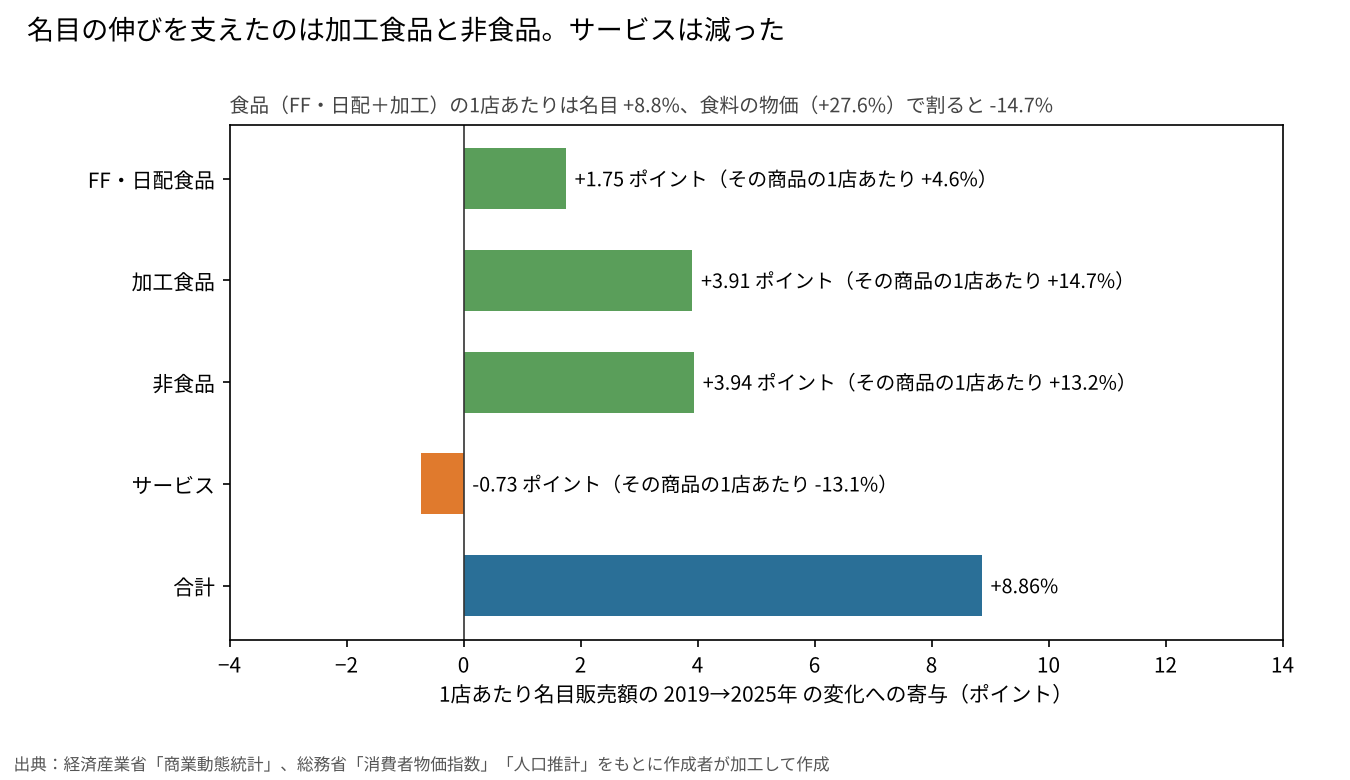 名目の伸びを支えたのは加工食品と非食品。サービスは減った
食品（FF・日配＋加工）の1店あたりは名目 +8.8%、食料の物価（+27.6%）で割ると -14.7%
FF・日配食品
+1.75 ポイント（その商品の1店あたり +4.6%）
加工食品
+3.91 ポイント（その商品の1店あたり +14.7%）
非食品
+3.94 ポイント（その商品の1店あたり +13.2%）
サービス
-0.73 ポイント（その商品の1店あたり -13.1%）
合計
+8.86%
−4 −2 0 2 4 6 8 10 12 14
1店あたり名目販売額の 2019→2025年 の変化への寄与（ポイント）
出典：経済産業省「商業動態統計」、総務省「消費者物価指数」「人口推計」をもとに作成者が加工して作成